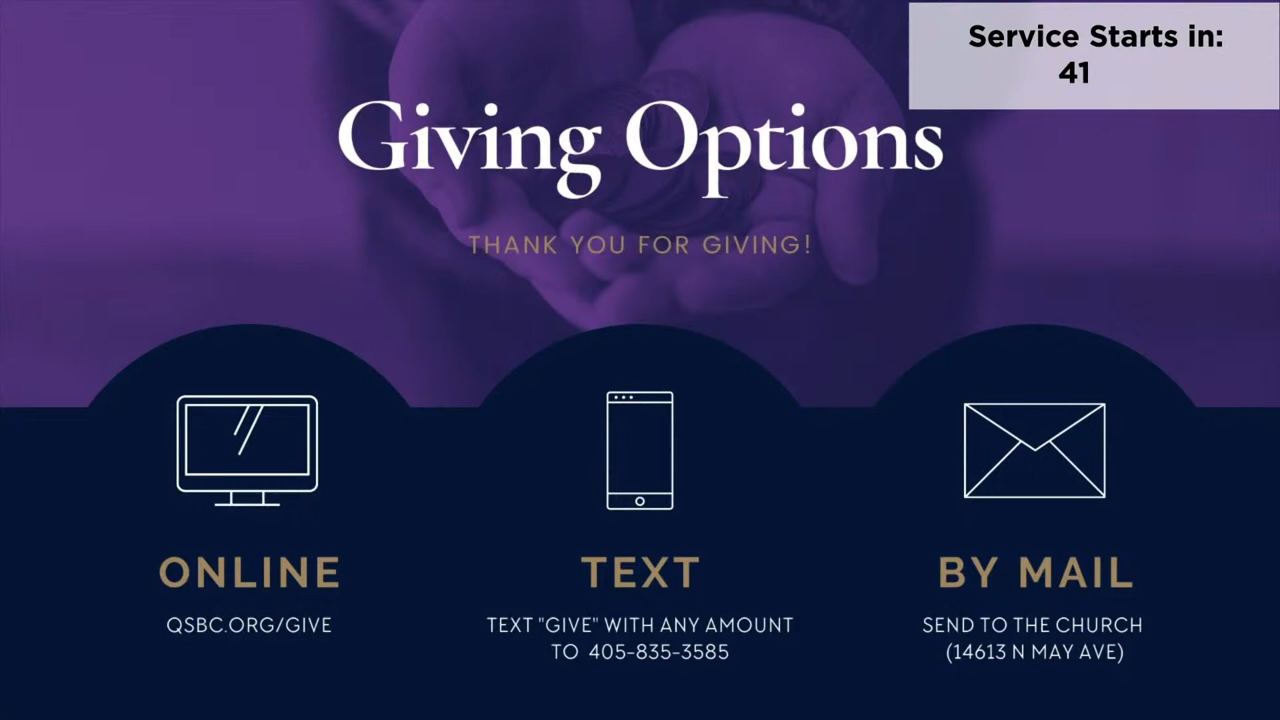 Service Starts in:
41
Giving Options
THANK YOU FOR GIVING!
ONLINE
QSBC.ORG/GIVE
TEXT
TEXT "GIVE" WITH ANY AMOUNT
TO 405-835-3585
BY MAIL
SEND TO THE CHURCH
(14613 N MAY AVE)